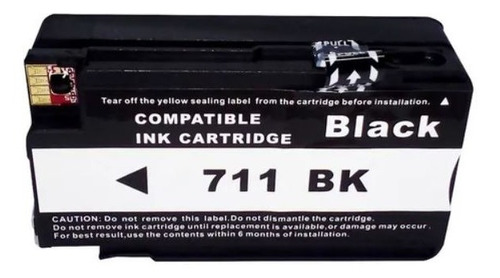 Tear off the yellow sealing label from the cartridge before installation.
COMPATIBLE
INK CARTRIDGE
Black
711 BK
CAUTION: Do not remove this label.Do not dismantle the cartridge.
Do not remove ink cartridge until replacement is available,or damage may occur.
For best result,use the contents within 6 months of installation.